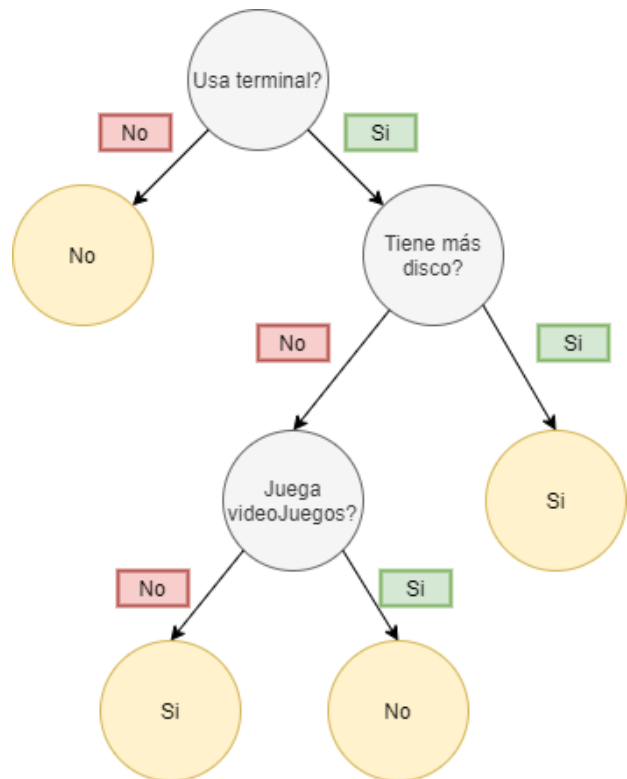 Usa terminal?
No
Si
No
Tiene más
disco?
No
Si
Juega
videoJuegos?
Si
No
Si
Si
No